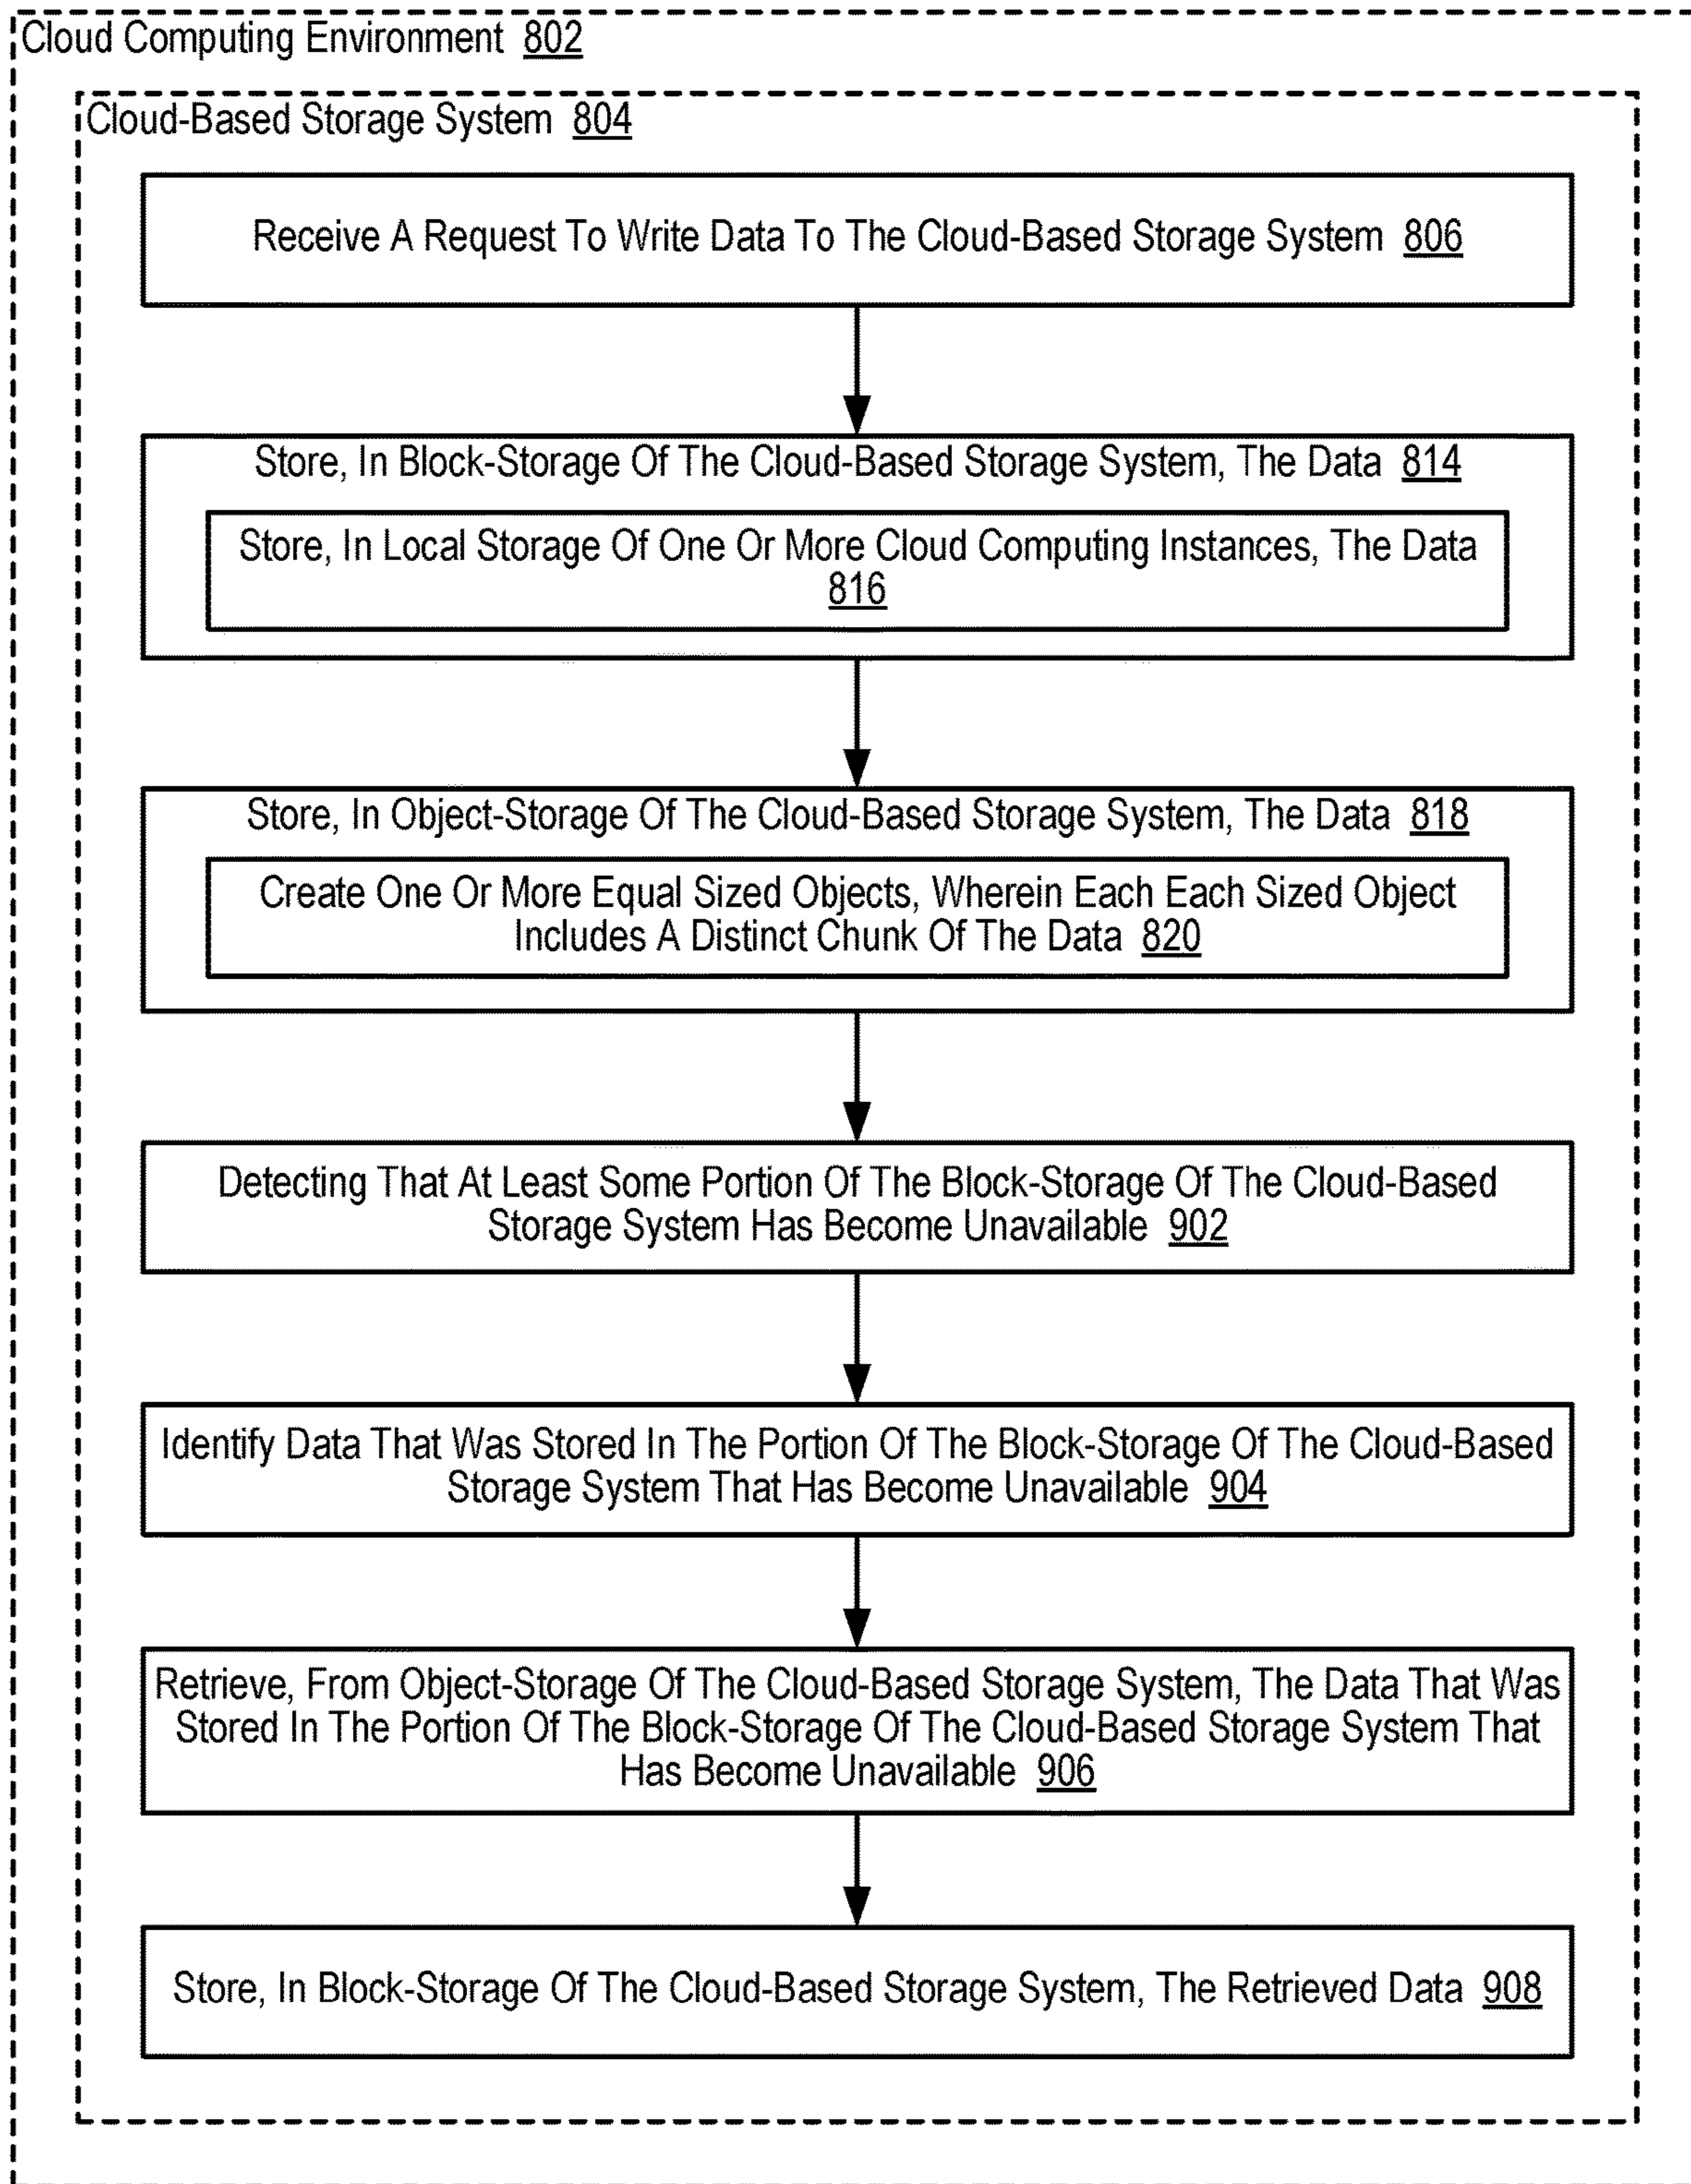 Cloud Computing Environment 802
Cloud-Based Storage System 804
Receive A Request To Write Data To The Cloud-Based Storage System 806
Store, In Block-Storage Of The Cloud-Based Storage System, The Data 814
Store, In Local Storage Of One Or More Cloud Computing Instances, The Data
816
Store, In Object-Storage Of The Cloud-Based Storage System, The Data 818
Create One Or More Equal Sized Objects, Wherein Each Each Sized Object
Includes A Distinct Chunk Of The Data 820
Detecting That At Least Some Portion Of The Block-Storage Of The Cloud-Based
Storage System Has Become Unavailable 902
Identify Data That Was Stored In The Portion Of The Block-Storage Of The Cloud-Based
Storage System That Has Become Unavailable 904
Retrieve, From Object-Storage Of The Cloud-Based Storage System, The Data That Was
Stored In The Portion Of The Block-Storage Of The Cloud-Based Storage System That
Has Become Unavailable 906
Store, In Block-Storage Of The Cloud-Based Storage System, The Retrieved Data 908